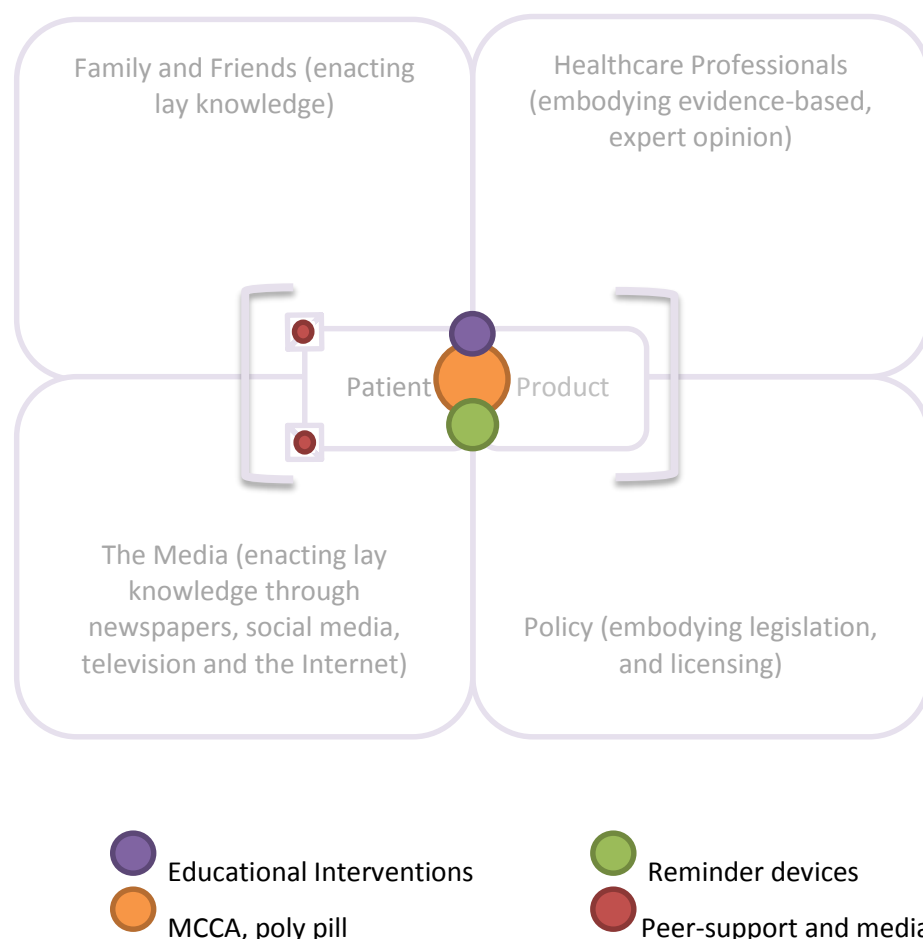 Family and Friends (enacting
lay knowledge)
Healthcare Professionals
(embodying evidence-based,
expert opinion)
Patient
Product
The Media (enacting lay
knowledge through
newspapers, social media,
television and the Internet)
Policy (embodying legislation,
and licensing)
Educational Interventions
Reminder devices
MCCA, poly pill
Peer-support and media